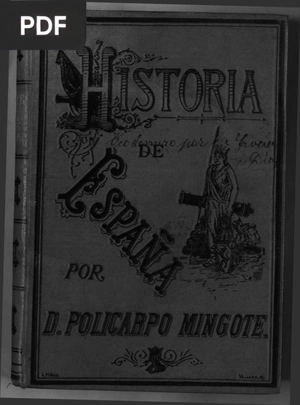 PDF
HISTORIA
DE
ESPAÑA
POR
D. POLICARPO MINGOTE.